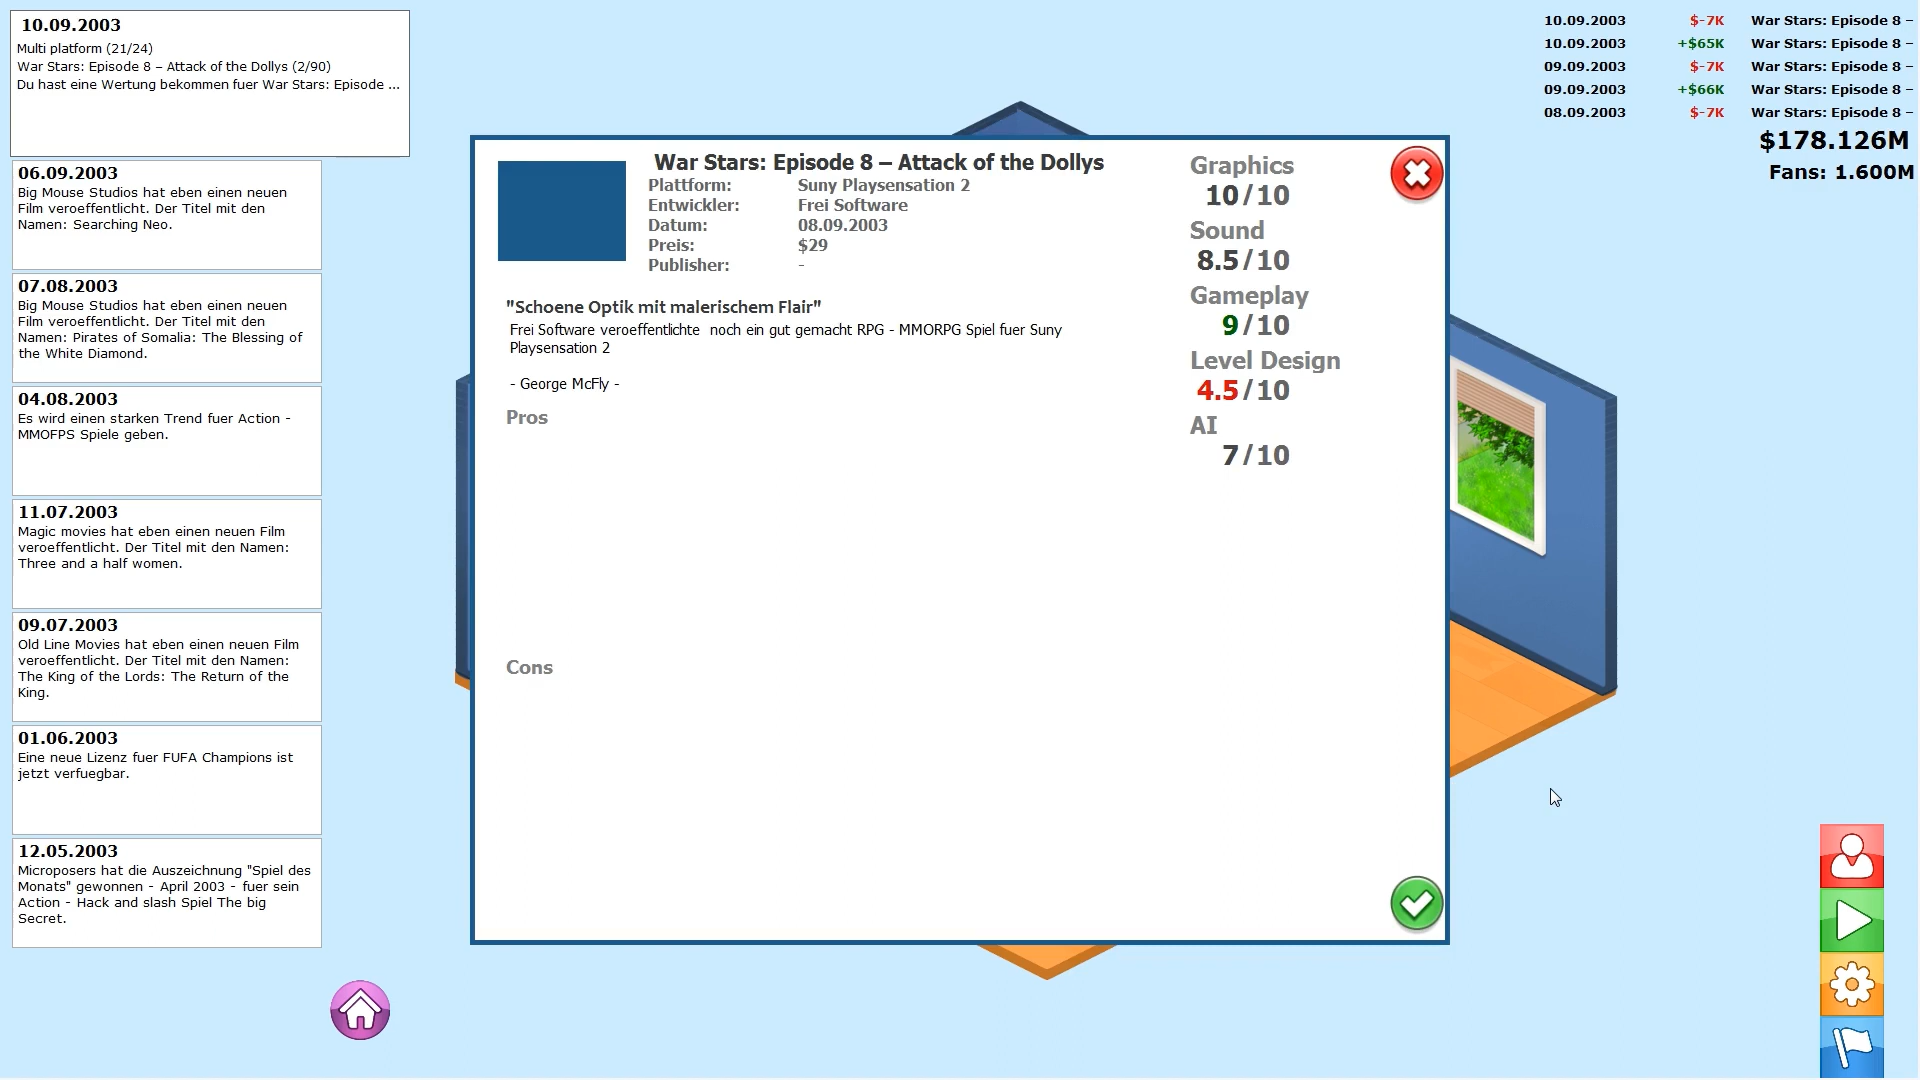 10.09.2003
Multi platform (21/24)
War Stars: Episode 8 – Attack of the Dollys (2/90)
Du hast eine Wertung bekommen fuer War Stars: Episode ...
06.09.2003
Big Mouse Studios hat eben einen neuen
Film veroeffentlicht. Der Titel mit den
Namen: Searching Neo.
07.08.2003
Big Mouse Studios hat eben einen neuen
Film veroeffentlicht. Der Titel mit den
Namen: Pirates of Somalia: The Blessing of
the White Diamond.
04.08.2003
Es wird einen starken Trend fuer Action -
MMOFPS Spiele geben.
11.07.2003
Magic movies hat eben einen neuen Film
veroeffentlicht. Der Titel mit den Namen:
Three and a half women.
09.07.2003
Old Line Movies hat eben einen neuen Film
veroeffentlicht. Der Titel mit den Namen:
The King of the Lords: The Return of the
King.
01.06.2003
Eine neue Lizenz fuer FUFA Champions ist
jetzt verfuegbar.
12.05.2003
Microposers hat die Auszeichnung "Spiel des
Monats" gewonnen - April 2003 - fuer sein
Action - Hack and slash Spiel The big
Secret.
War Stars: Episode 8 – Attack of the Dollys
Plattform: Suny Playsensation 2
Entwickler: Frei Software
Datum: 08.09.2003
Preis: $29
Publisher: -
"Schoene Optik mit malerischem Flair"
Frei Software veroeffentlichte  noch ein gut gemacht RPG - MMORPG Spiel fuer Suny
Playsensation 2
- George McFly -
Pros
Cons
Graphics
10/10
Sound
8.5/10
Gameplay
9/10
Level Design
4.5/10
AI
7/10
10.09.2003 $-7K War Stars: Episode 8 –
10.09.2003 +$65K War Stars: Episode 8 –
09.09.2003 $-7K War Stars: Episode 8 –
09.09.2003 +$66K War Stars: Episode 8 –
08.09.2003 $-7K War Stars: Episode 8 –
$178.126M
Fans: 1.600M